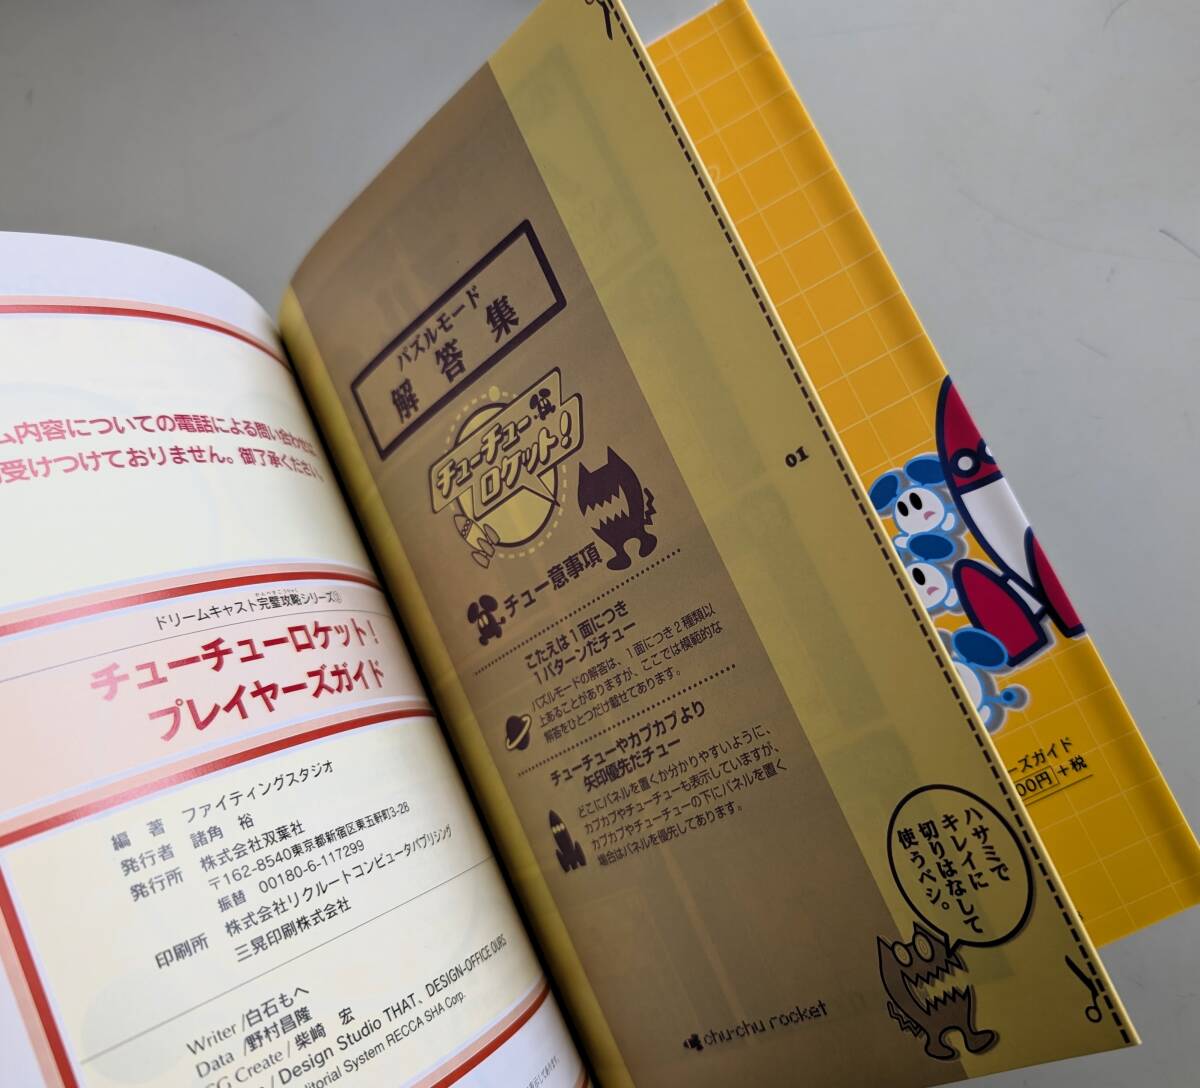 ム内容についての電話による問い合わせは
受けつけておりません。御了承ください。
ドリームキャスト完璧攻略シリーズ③
かんぺきこうりゃく
チューチューロケット!
プレイヤーズガイド
編著 ファイティングスタジオ
発行者 諸角 裕
発行所 株式会社双葉社
〒162-8540東京都新宿区東五軒町3-28
振替 00180-6-117299
株式会社リクルートコンピュータパブリシング
印刷所 三晃印刷株式会社
Writer/白石もへ
Data/野村昌隆
CG Create/柴崎 宏
/Design Studio THAT、DESIGN-OFFICE OURS
itorial System RECCA SHA Corp.
パズルモード
解答集
チューチュー
ロケット!
チュー意事項
こたえは1面につき
1パターンだチュー
パズルモードの解答は、1面につき2種類以
上あることがありますが、ここでは模範的な
解答をひとつだけ載せてあります。
チューチューやカプカプより
矢印優先だチュー
どこにパネルを置くか分かりやすいように、
カプカプやチューチューも表示していますが、
カプカプやチューチューの下にパネルを置く
場合はパネルを優先してあります。
chu-chu rocket
01
ハサミで
キレイに
切りはなして
使うベシ。
ーズガイド
00円+税